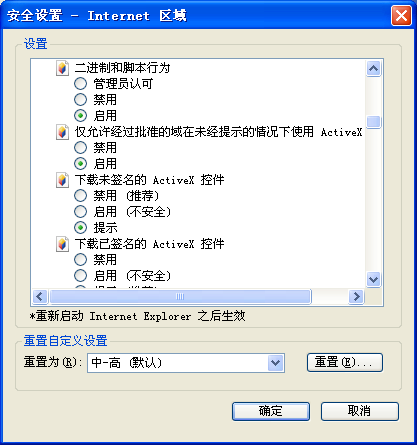 安全设置 - Internet 区域
设置
二进制和脚本行为
管理员认可
禁用
启用
仅允许经过批准的域在未经提示的情况下使用 ActiveX
禁用
启用
下载未签名的 ActiveX 控件
禁用 (推荐)
启用 (不安全)
提示
下载已签名的 ActiveX 控件
禁用
启用 (不安全)
提示 (推荐)
*重新启动 Internet Explorer 之后生效
重置自定义设置
重置为(R): 中-高 (默认) 重置(E)...
确定 取消